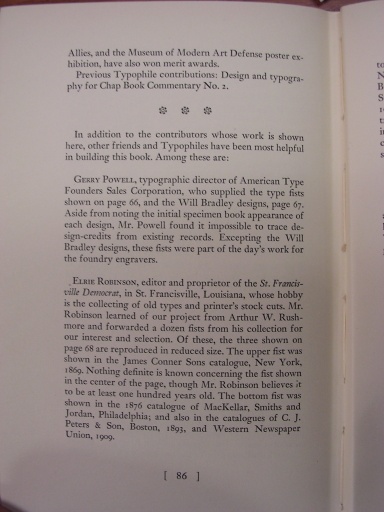 Allies, and the Museum of Modern Art Defense poster ex-
hibition, have also won merit awards.
Previous Typophile contributions: Design and typogra-
phy for Chap Book Commentary No. 2.
In addition to the contributors whose work is shown
here, other friends and Typophiles have been most helpful
in building this book. Among these are:
GERRY POWELL, typographic director of American Type
Founders Sales Corporation, who supplied the type fists
shown on page 66, and the Will Bradley designs, page 67.
Aside from noting the initial specimen book appearance of
each design, Mr. Powell found it impossible to trace de-
sign-credits from existing records. Excepting the Will
Bradley designs, these fists were part of the day's work for
the foundry engravers.
ELRIE ROBINSON, editor and proprietor of the St. Francis-
ville Democrat, in St. Francisville, Louisiana, whose hobby
is the collecting of old types and printer's stock cuts. Mr.
Robinson learned of our project from Arthur W. Rush-
more and forwarded a dozen fists from his collection for
our interest and selection. Of these, the three shown on
page 68 are reproduced in reduced size. The upper fist was
shown in the James Conner Sons catalogue, New York,
1869. Nothing definite is known concerning the fist shown
in the center of the page, though Mr. Robinson believes it
to be at least one hundred years old. The bottom fist was
shown in the 1876 catalogue of MacKellar, Smiths and
Jordan, Philadelphia; and also in the catalogues of C. J.
Peters & Son, Boston, 1893, and Western Newspaper
Union, 1909.
[ 86 ]